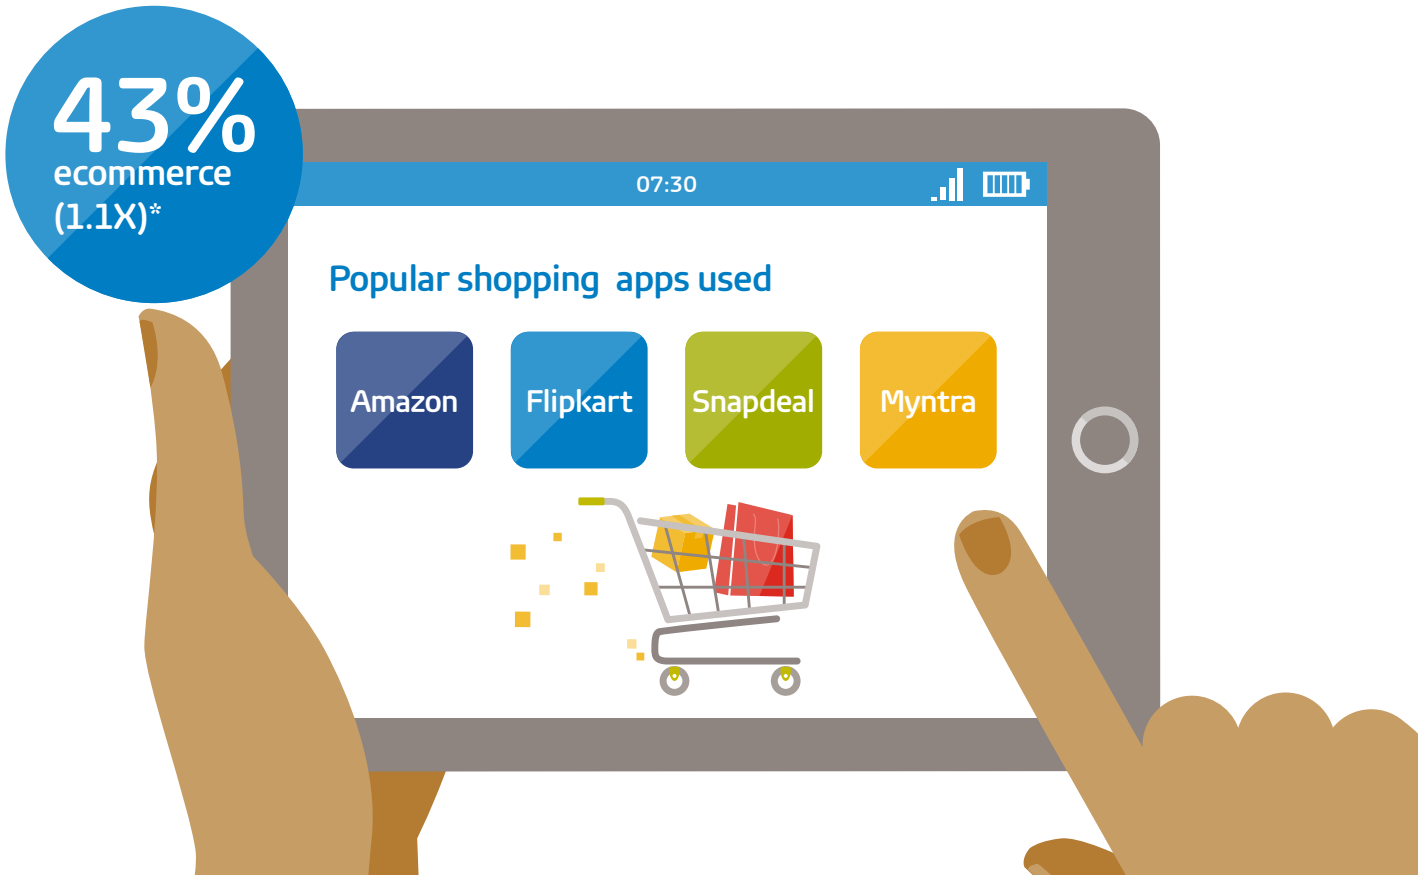 43%
ecommerce
(1.1X)*
07:30
Popular shopping apps used
Amazon Flipkart Snapdeal Myntra